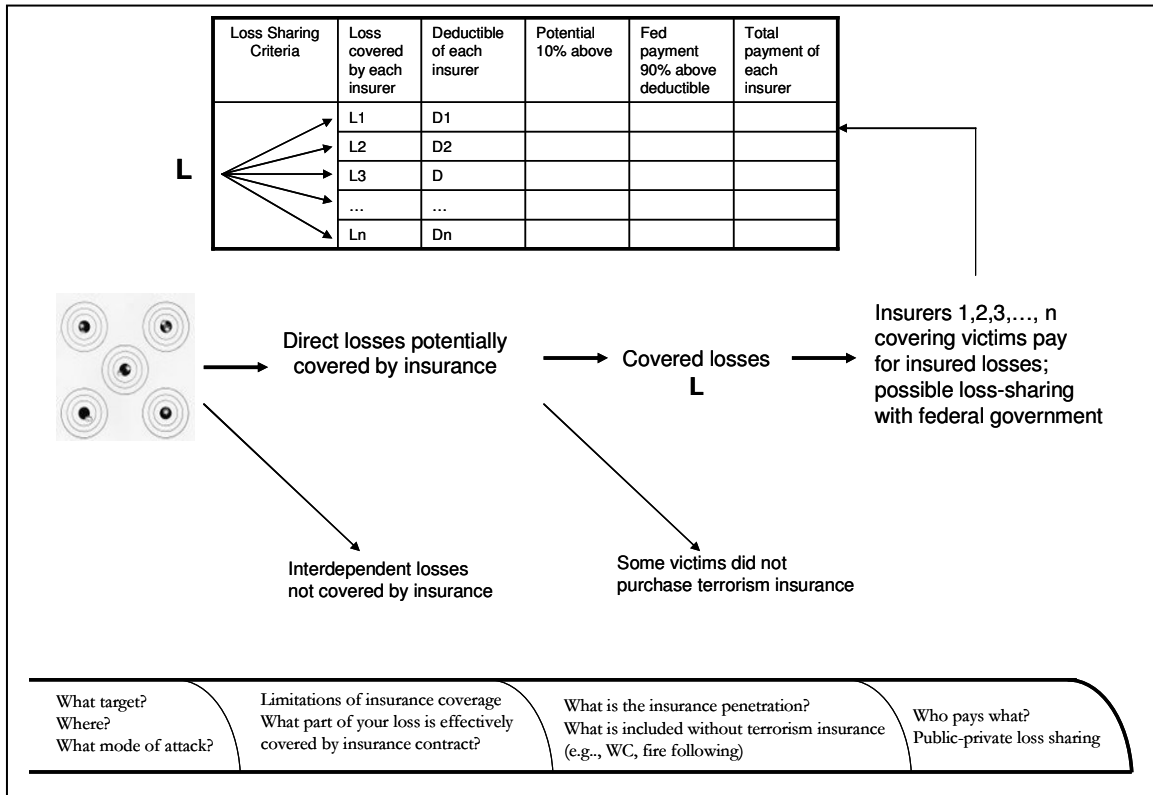 Loss Sharing
Criteria
Loss
covered
by each
insurer
Deductible
of each
insurer
Potential
10% above
Fed
payment
90% above
deductible
Total
payment of
each
insurer
L
L1
D1
L2
D2
L3
D
...
...
Ln
Dn
Direct losses potentially
covered by insurance
Covered losses
L
Insurers 1,2,3,…, n
covering victims pay
for insured losses;
possible loss-sharing
with federal government
Interdependent losses
not covered by insurance
Some victims did not
purchase terrorism insurance
What target?
Where?
What mode of attack?
Limitations of insurance coverage
What part of your loss is effectively
covered by insurance contract?
What is the insurance penetration?
What is included without terrorism insurance
(e.g.., WC, fire following)
Who pays what?
Public-private loss sharing